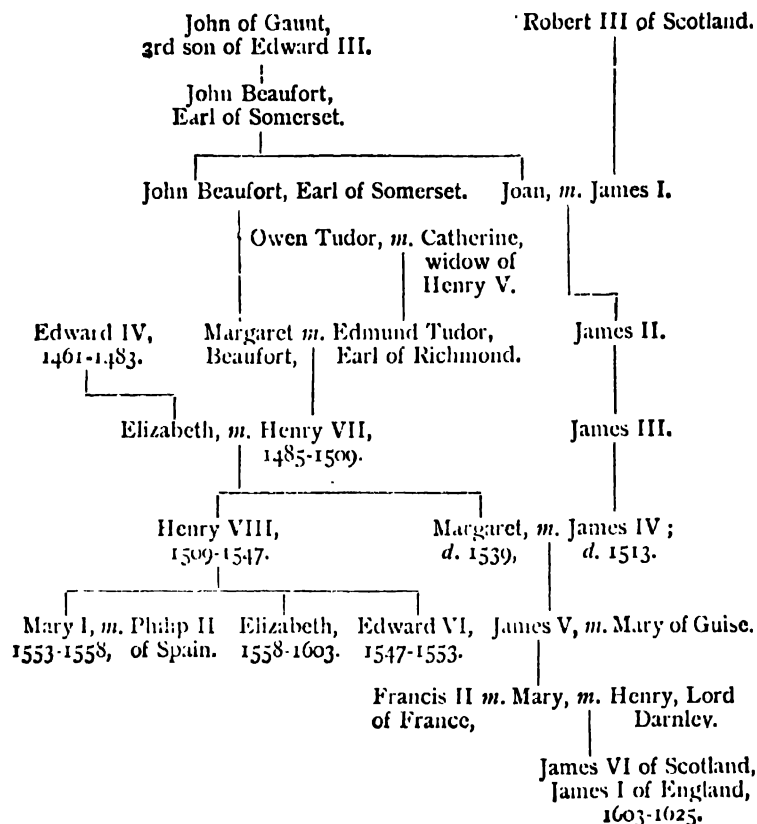 John of Gaunt,
3rd son of Edward III.
Robert III of Scotland.
John Beaufort,
Earl of Somerset.
John Beaufort, Earl of Somerset.
Joan, m. James I.
Owen Tudor, m. Catherine,
widow of
Henry V.
Edward IV,
1461-1483.
Margaret m. Edmund Tudor,
Beaufort, Earl of Richmond.
James II.
Elizabeth, m. Henry VII,
1485-1509.
James III.
Henry VIII,
1509-1547.
Margaret, m. James IV ;
d. 1539, d. 1513.
Mary I, m. Philip II
1553-1558, of Spain.
Elizabeth,
1558-1603.
Edward VI,
1547-1553.
James V, m. Mary of Guise.
Francis II m. Mary, m. Henry, Lord
of France, Darnley.
James VI of Scotland,
James I of England,
1603-1625.